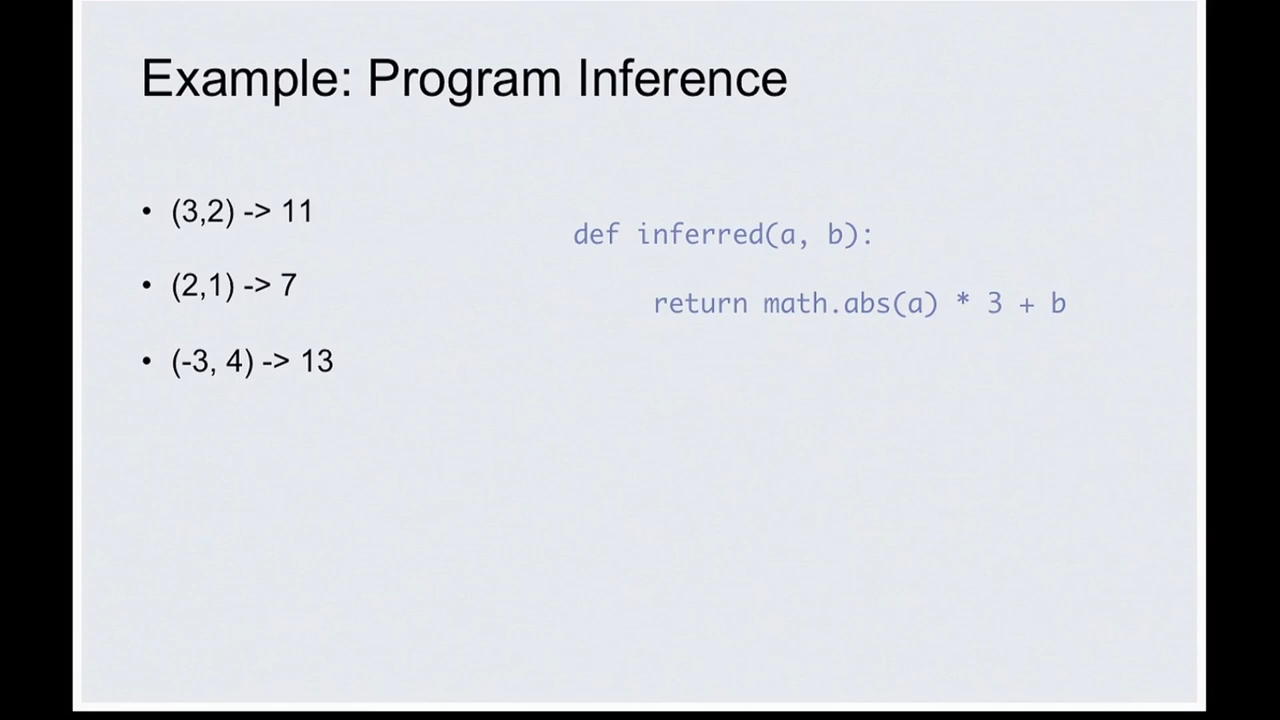 Example: Program Inference
• (3,2) -> 11
• (2,1) -> 7
• (-3, 4) -> 13
def inferred(a, b):
return math.abs(a) * 3 + b